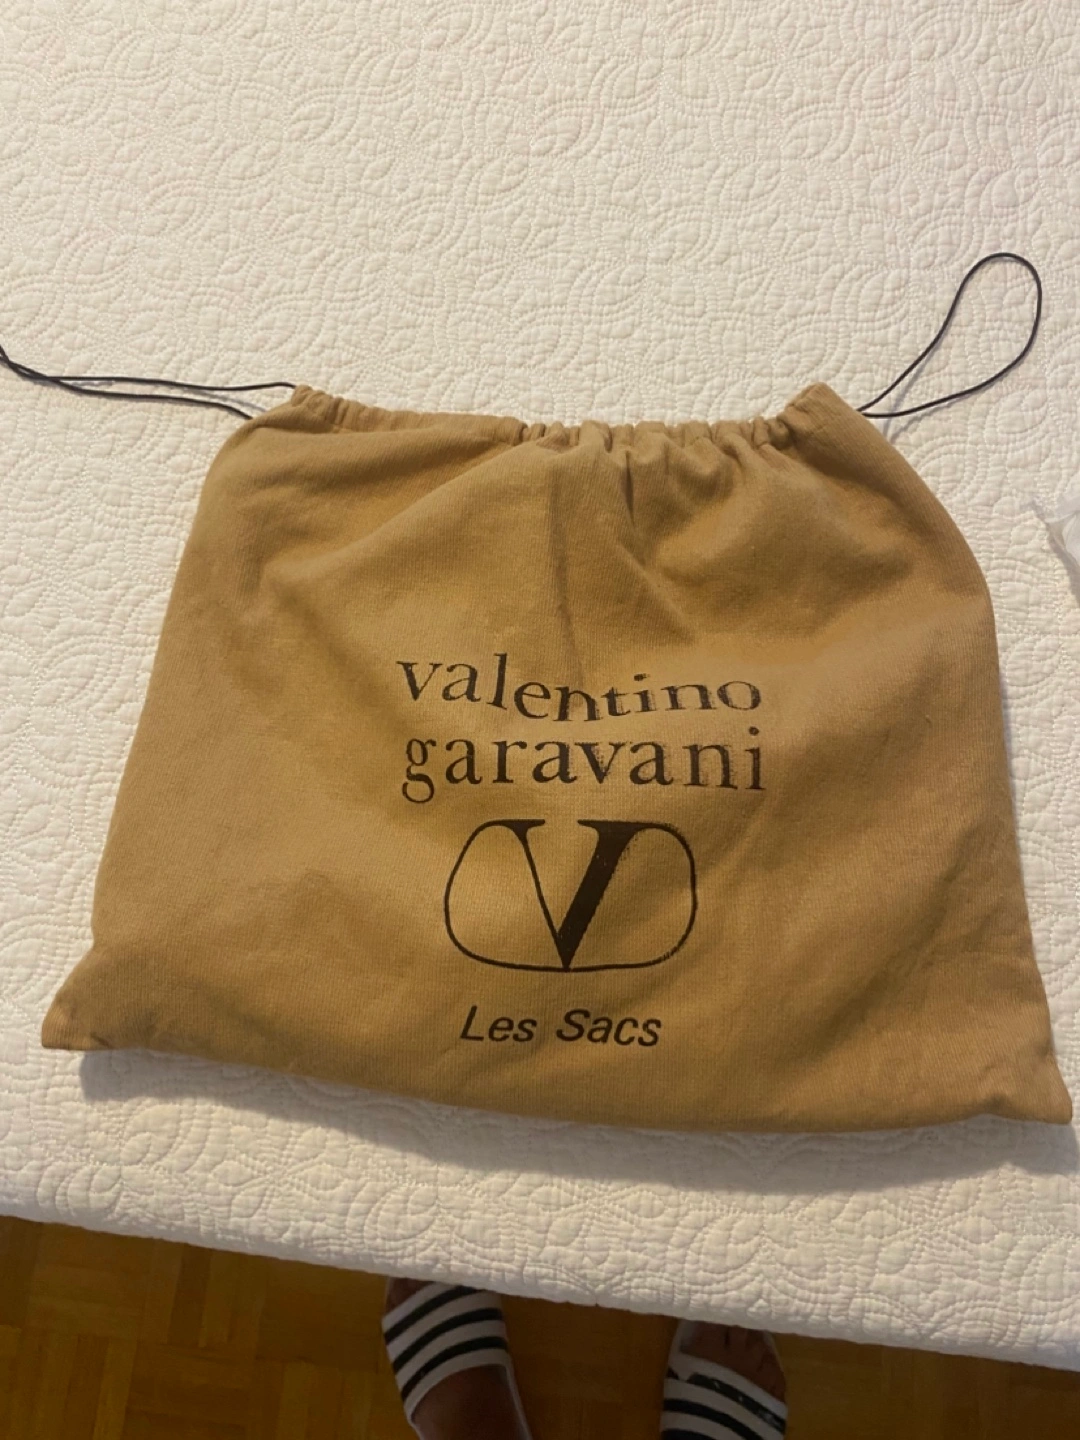 valentino
garavani
V
Les Sacs